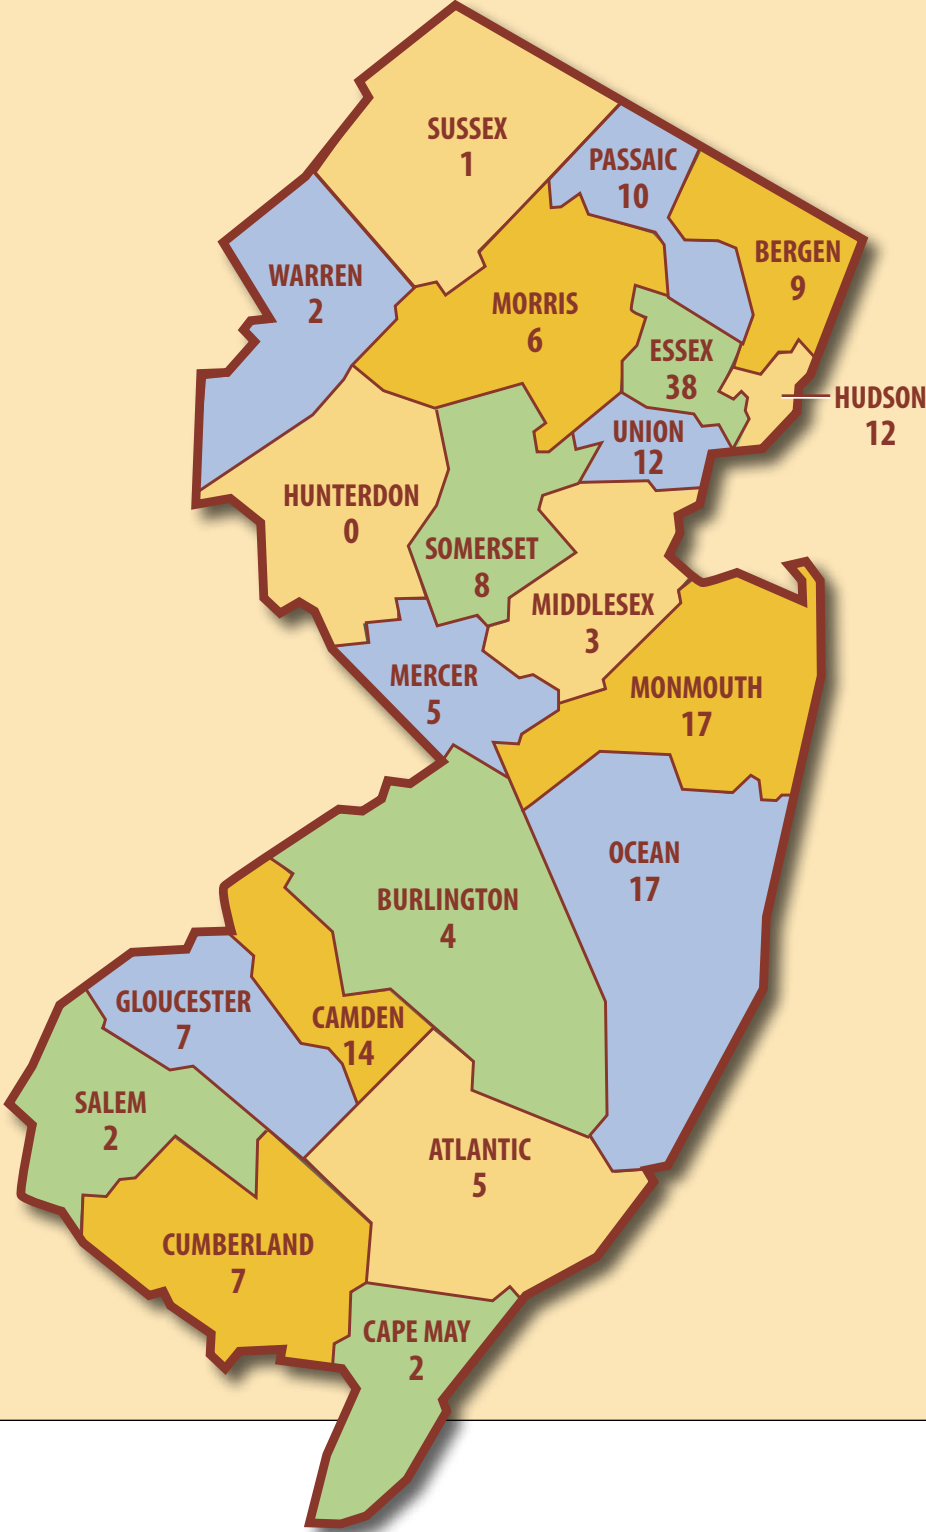 SUSSEX
1
PASSAIC
10
BERGEN
9
WARREN
2
MORRIS
6
ESSEX
38
HUDSON
12
UNION
12
HUNTERDON
0
SOMERSET
8
MIDDLESEX
3
MERCER
5
MONMOUTH
17
OCEAN
17
BURLINGTON
4
GLOUCESTER
7
CAMDEN
14
SALEM
2
ATLANTIC
5
CUMBERLAND
7
CAPE MAY
2